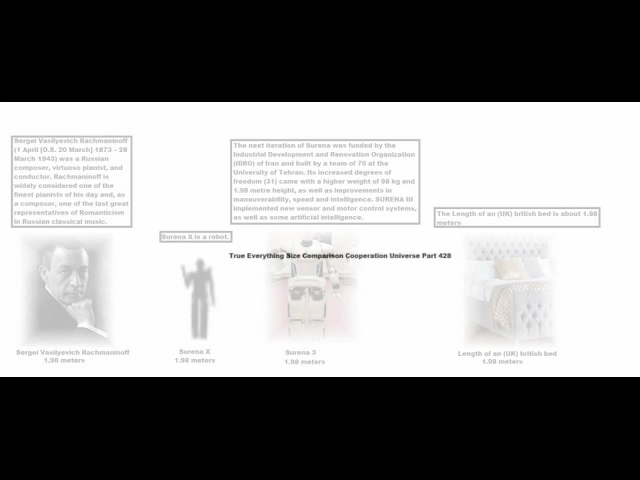 Sergei Vasilyevich Rachmaninoff
(1 April [O.S. 20 March] 1873 – 28
March 1943) was a Russian
composer, virtuoso pianist, and
conductor. Rachmaninoff is
widely considered one of the
finest pianists of his day and, as
a composer, one of the last great
representatives of Romanticism
in Russian classical music.
Surena X is a robot.
The next iteration of Surena was funded by the
Industrial Development and Renovation Organization
(IDRO) of Iran and built by a team of 70 at the
University of Tehran. Its increased degrees of
freedom (31) came with a higher weight of 98 kg and
1.98 metre height, as well as improvements in
maneuverability, speed and intelligence. SURENA III
implemented new sensor and motor control systems,
as well as some artificial intelligence.
The Length of an (UK) british bed is about 1.98
meters
True Everything Size Comparison Cooperation Universe Part 428
Sergei Vasilyevich Rachmaninoff
1.98 meters
Surena X
1.98 meters
Surena 3
1.98 meters
Length of an (UK) british bed
1.98 meters